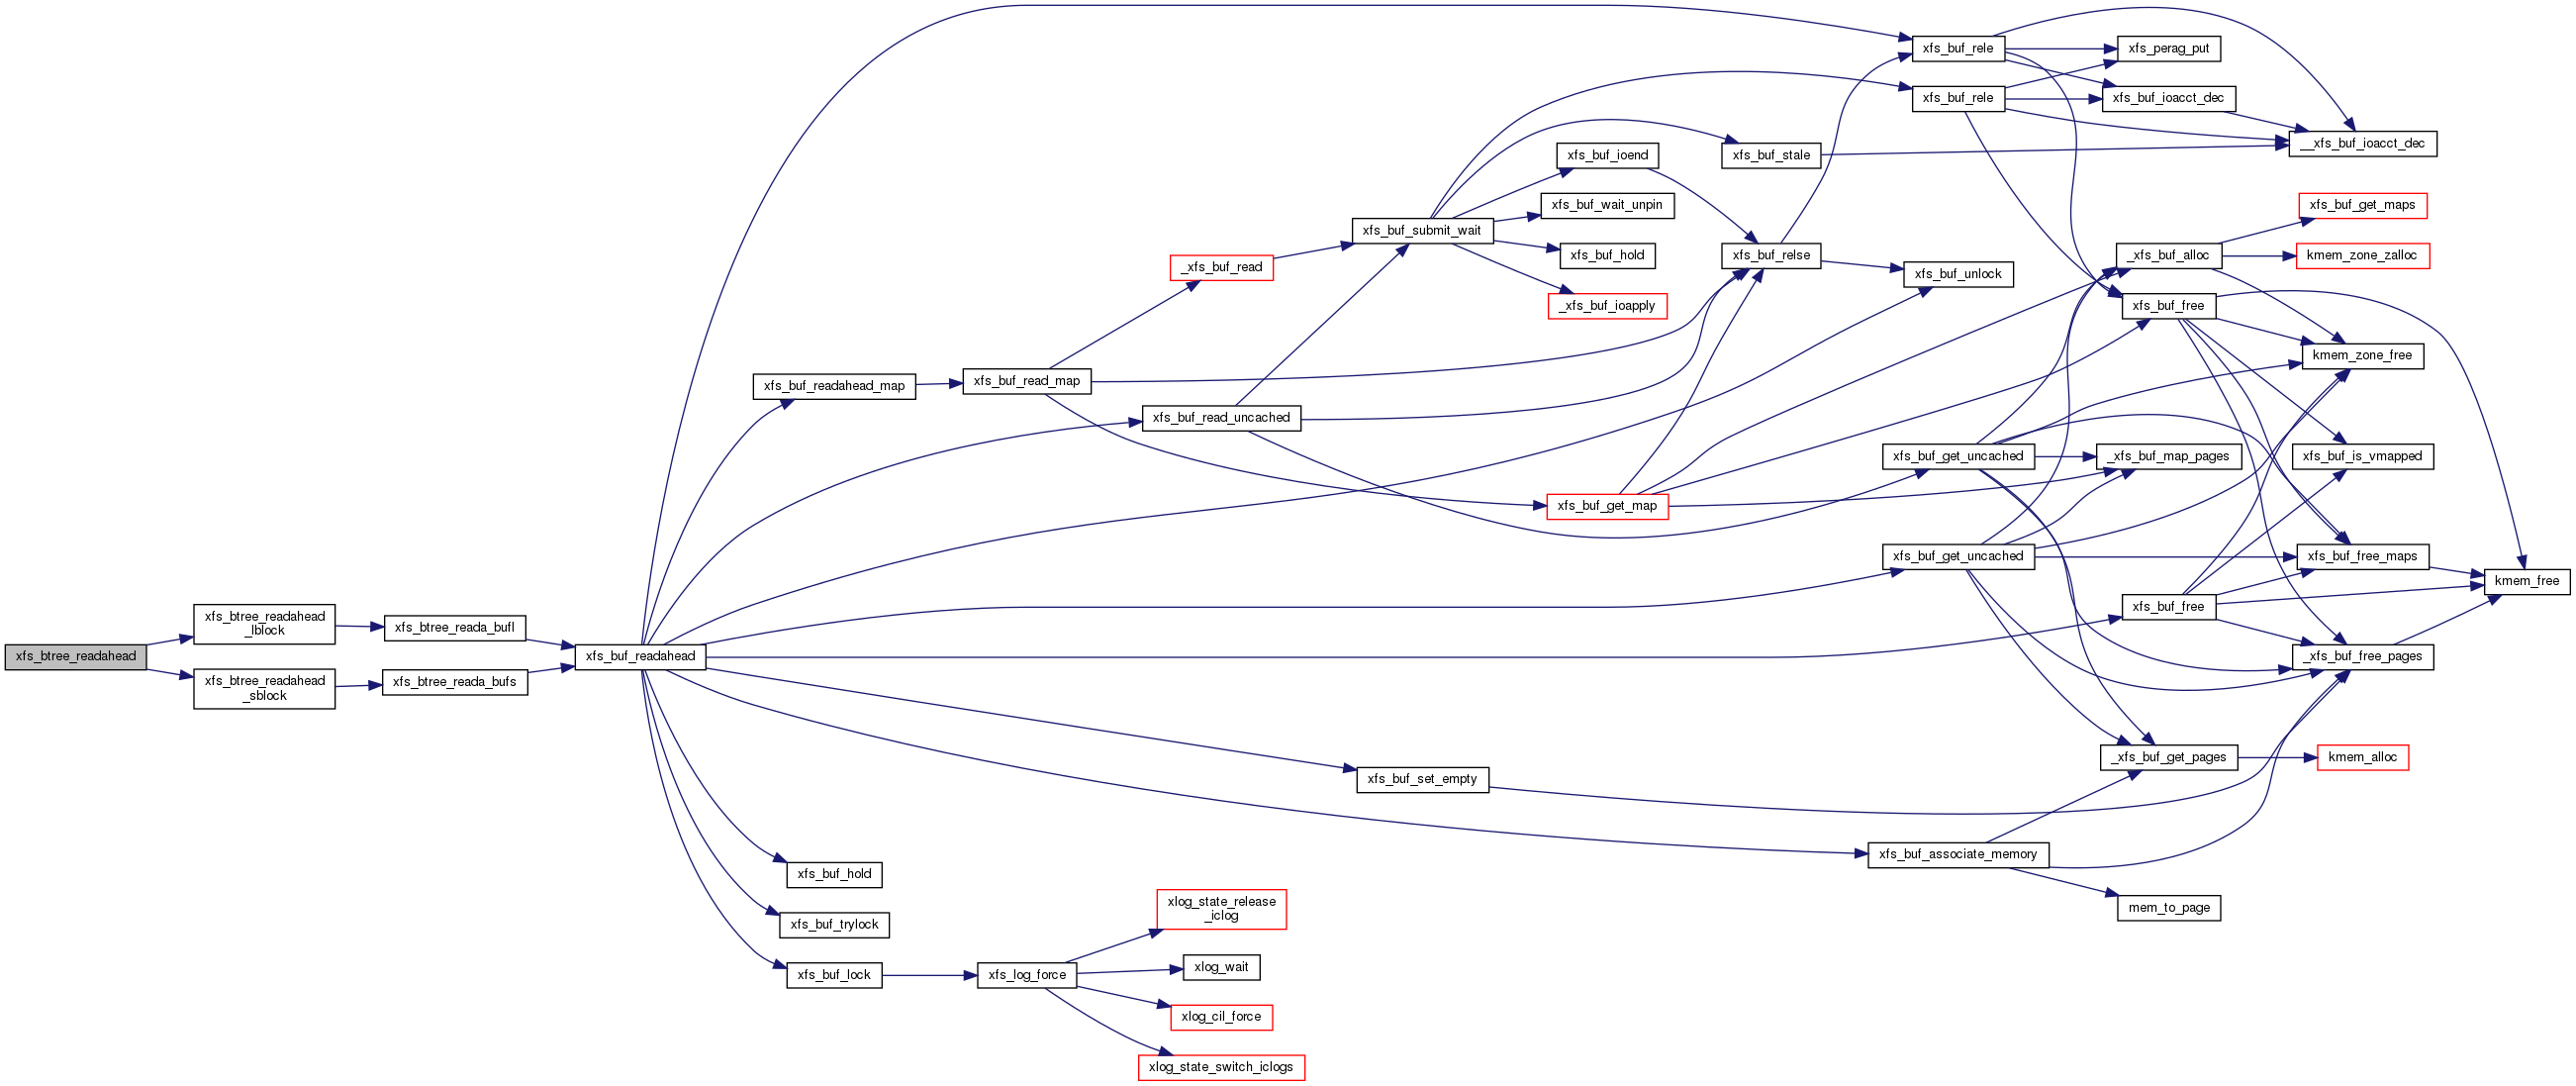 xfs_btree_readahead
xfs_btree_readahead
_lblock
xfs_btree_readahead
_sblock
xfs_btree_reada_bufl
xfs_btree_reada_bufs
xfs_buf_readahead
xfs_buf_readahead_map
xfs_buf_hold
xfs_buf_trylock
xfs_buf_lock
xfs_buf_read_map
xfs_log_force
_xfs_buf_read
xfs_buf_read_uncached
xlog_state_release
_iclog
xlog_wait
xlog_cil_force
xlog_state_switch_iclogs
xfs_buf_submit_wait
xfs_buf_set_empty
xfs_buf_ioend
xfs_buf_wait_unpin
xfs_buf_hold
_xfs_buf_ioapply
xfs_buf_get_map
xfs_buf_stale
xfs_buf_relse
xfs_buf_rele
xfs_buf_rele
xfs_buf_unlock
xfs_buf_get_uncached
xfs_buf_get_uncached
xfs_buf_associate_memory
xfs_perag_put
xfs_buf_ioacct_dec
_xfs_buf_alloc
xfs_buf_free
_xfs_buf_map_pages
xfs_buf_free
_xfs_buf_get_pages
mem_to_page
__xfs_buf_ioacct_dec
xfs_buf_get_maps
kmem_zone_zalloc
kmem_zone_free
xfs_buf_is_vmapped
xfs_buf_free_maps
_xfs_buf_free_pages
kmem_alloc
kmem_free